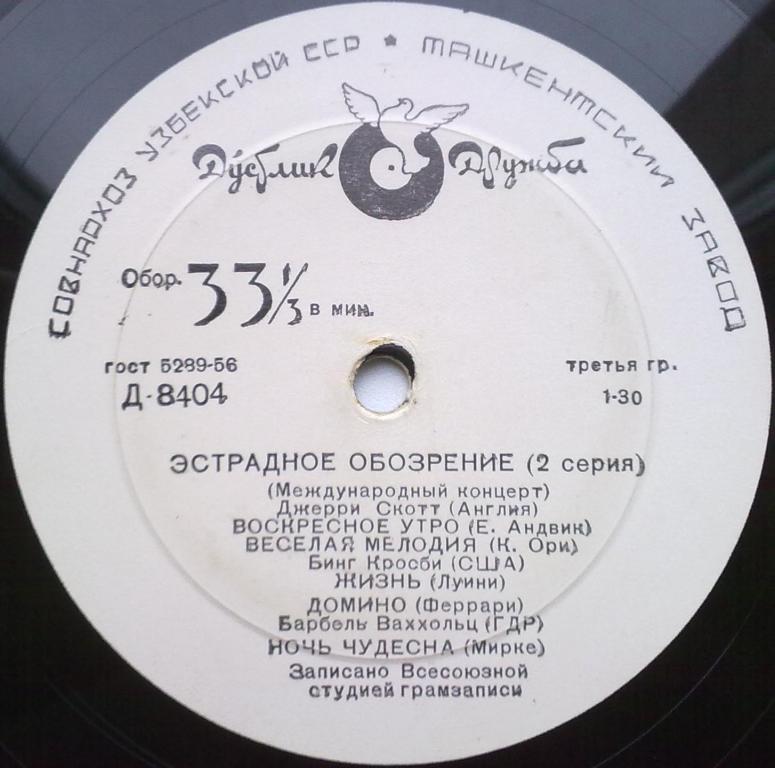 СОВНАРХОЗ УЗБЕКСКОЙ ССР ★ ТАШКЕНТСКИЙ ЗАВОД
Дўстлик Дружба
Обор. 33 1/3 в мин.
гост 5289-56 третья гр.
Д-8404 1-30
ЭСТРАДНОЕ ОБОЗРЕНИЕ (2 серия)
(Международный концерт)
Джерри Скотт (Англия)
ВОСКРЕСНОЕ УТРО (Е. Андвик)
ВЕСЕЛАЯ МЕЛОДИЯ (К. Ори)
Бинг Кросби (США)
ЖИЗНЬ (Луини)
ДОМИНО (Феррари)
Барбель Ваххольц (ГДР)
НОЧЬ ЧУДЕСНА (Мирке)
Записано Всесоюзной
студией грамзаписи